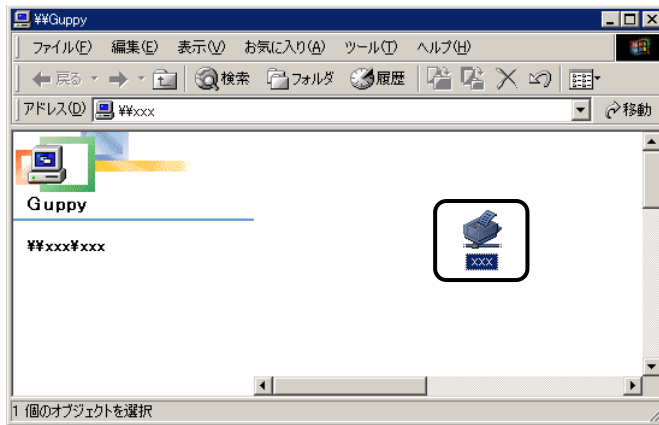 ¥¥Guppy
ファイル(F) 編集(E) 表示(V) お気に入り(A) ツール(T) ヘルプ(H)
戻る 検索 フォルダ 履歴
アドレス(D) ¥¥xxx 移動
Guppy
¥¥xxx¥xxx
xxx
1 個のオブジェクトを選択